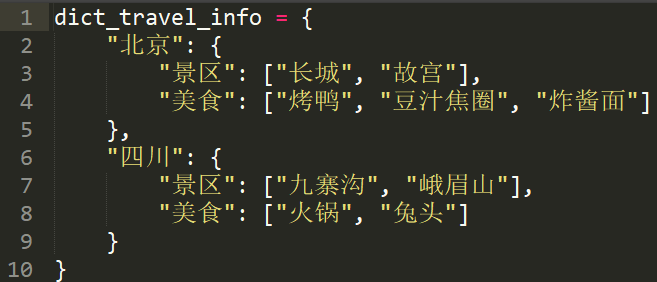 1 dict_travel_info = {
2     "北京": {
3         "景区": ["长城", "故宫"],
4         "美食": ["烤鸭", "豆汁焦圈", "炸酱面"]
5     },
6     "四川": {
7         "景区": ["九寨沟", "峨眉山"],
8         "美食": ["火锅", "兔头"]
9     }
10 }